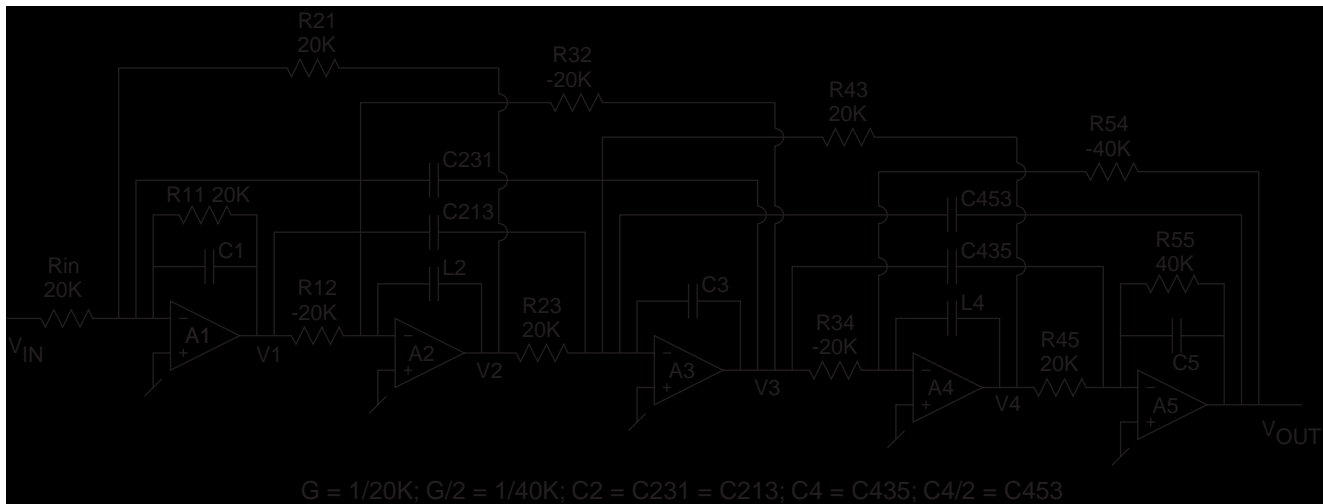 R21
20K
R32
-20K
R43
20K
R54
-40K
C231
R11 20K
C213
C453
R55
40K
C435
C1
Rin
20K
L2
R12
-20K
C3
R23
20K
L4
R34
-20K
R45
20K
C5
VIN
A1
V1
A2
V2
A3
V3
A4
V4
A5
VOUT
G = 1/20K; G/2 = 1/40K; C2 = C231 = C213; C4 = C435; C4/2 = C453